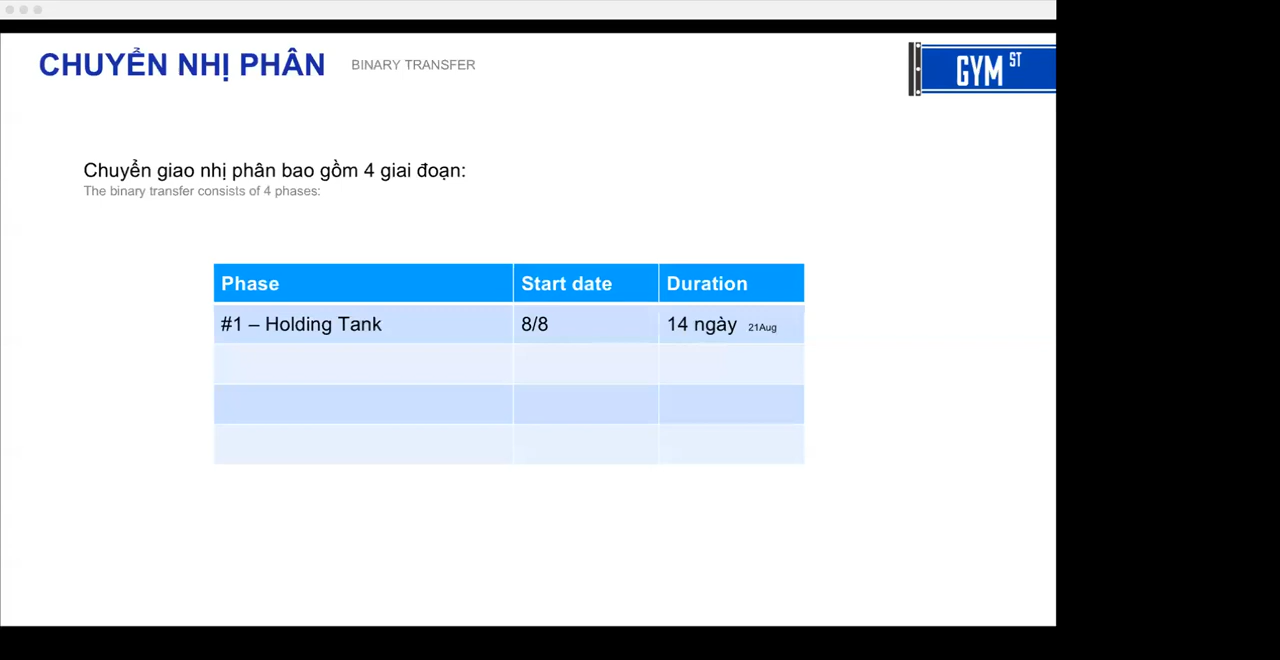 CHUYỂN NHỊ PHÂN BINARY TRANSFER
GYM ST
Chuyển giao nhị phân bao gồm 4 giai đoạn:
The binary transfer consists of 4 phases:
Phase Start date Duration
#1 – Holding Tank 8/8 14 ngày 21Aug